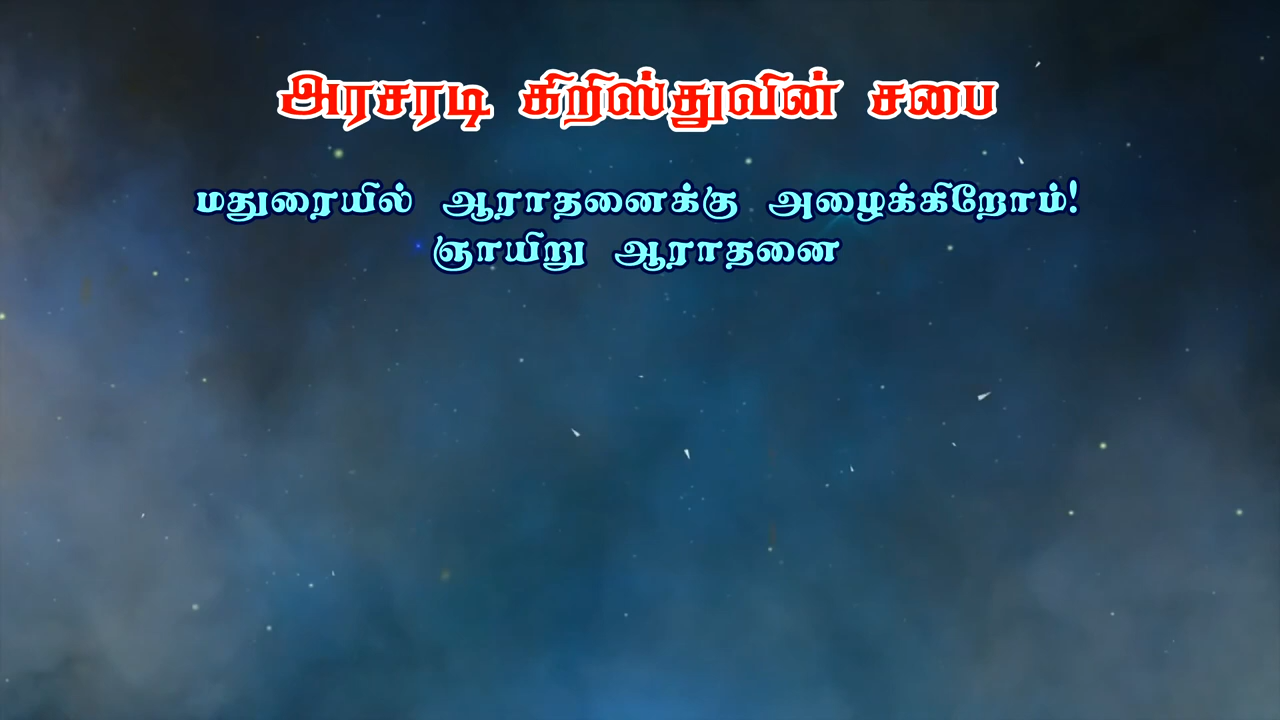 அரசரடி கிறிஸ்துவின் சபை
மதுரையில் ஆராதனைக்கு அழைக்கிறோம்!
ஞாயிறு ஆராதனை